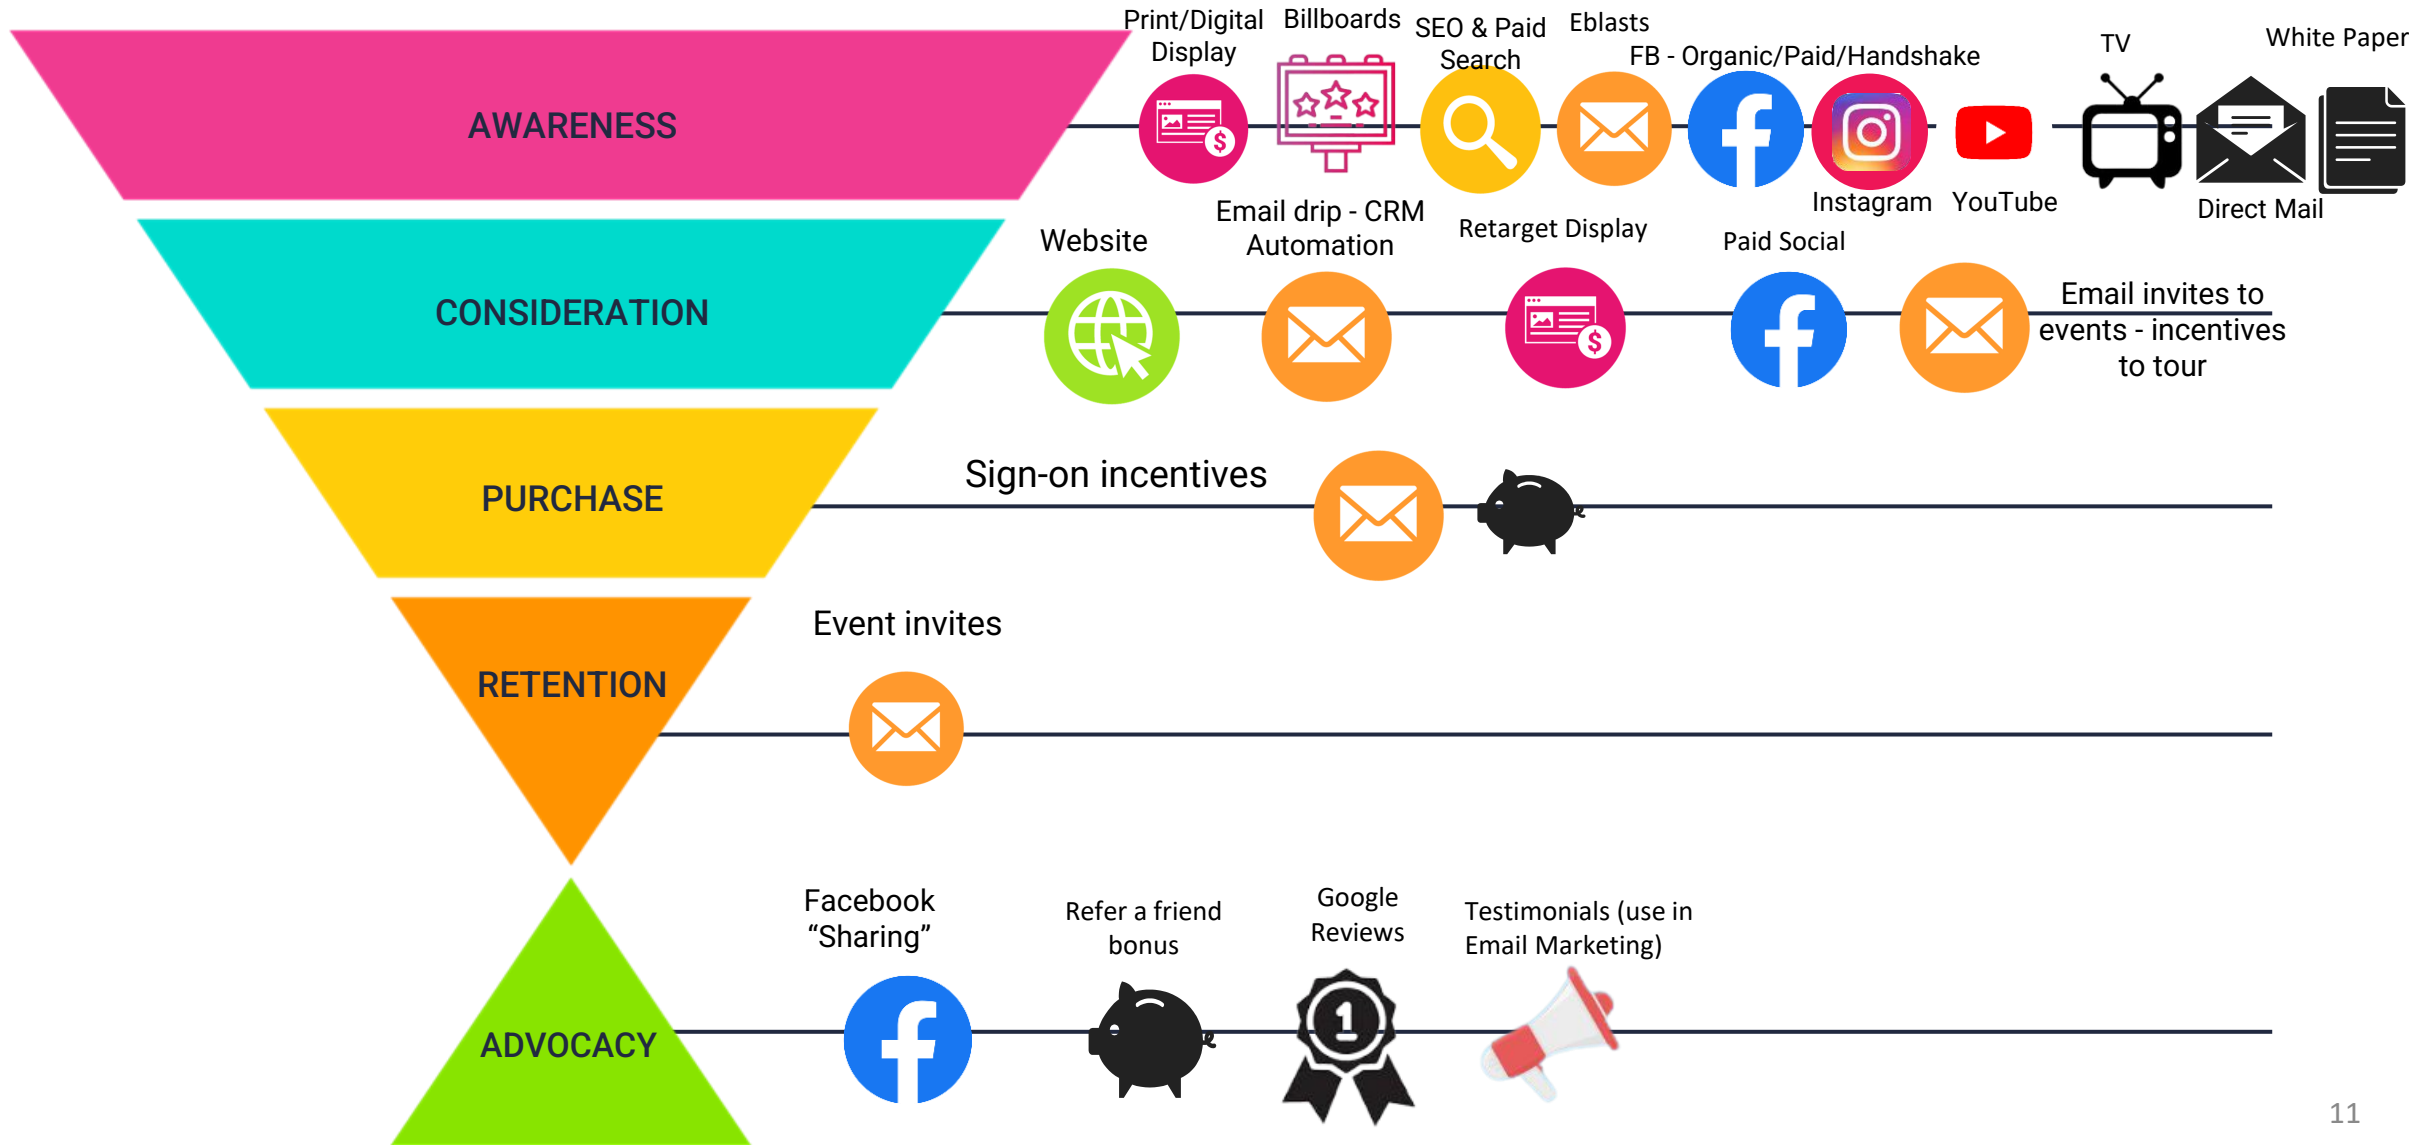 Print/Digital
Display
Billboards
SEO & Paid
Search
Eblasts
FB - Organic/Paid/Handshake
TV
White Paper
AWARENESS
$
Instagram
YouTube
Direct Mail
Website
Email drip - CRM
Automation
Retarget Display
Paid Social
CONSIDERATION
$
Email invites to
events - incentives
to tour
PURCHASE
Sign-on incentives
RETENTION
Event invites
ADVOCACY
Facebook
“Sharing”
Refer a friend
bonus
Google
Reviews
Testimonials (use in
Email Marketing)
1
11